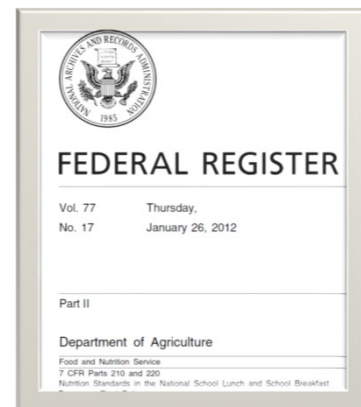 NATIONAL ARCHIVES AND RECORDS ADMINISTRATION
1985
FEDERAL REGISTER
Vol. 77 Thursday,
No. 17 January 26, 2012
Part II
Department of Agriculture
Food and Nutrition Service
7 CFR Parts 210 and 220
Nutrition Standards in the National School Lunch and School Breakfast